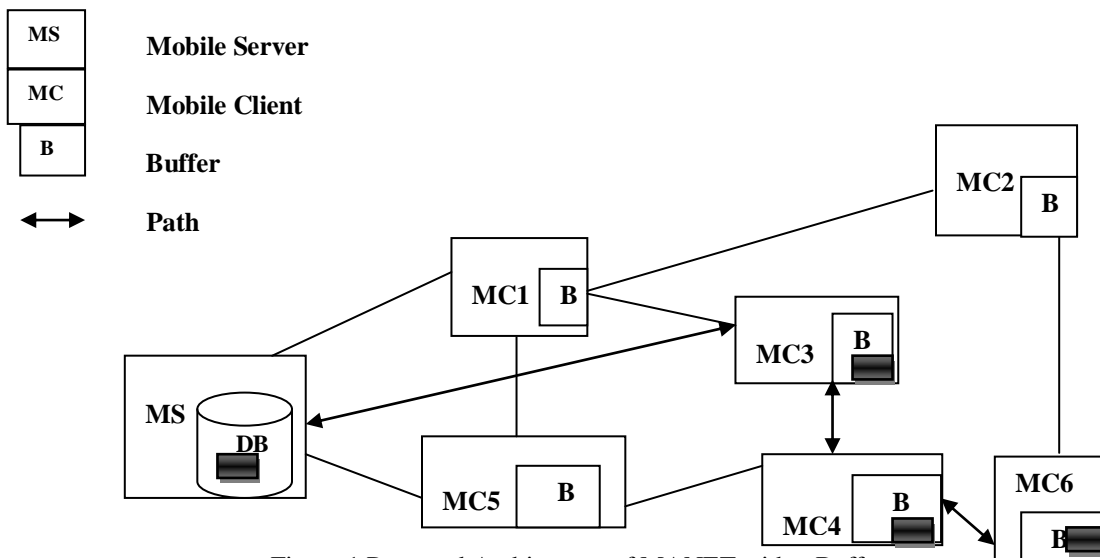 MS Mobile Server
MC Mobile Client
B Buffer
Path
MC2
B
MC1 B
MC3 B
MS
DB
MC5 B
MC4 B
MC6
B